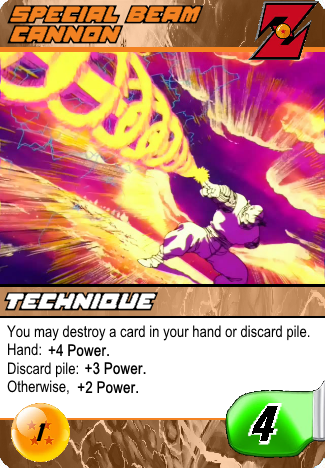 SPECIAL BEAM
CANNON
Z
TECHNIQUE
You may destroy a card in your hand or discard pile.
Hand: +4 Power.
Discard pile: +3 Power.
Otherwise, +2 Power.
1
4